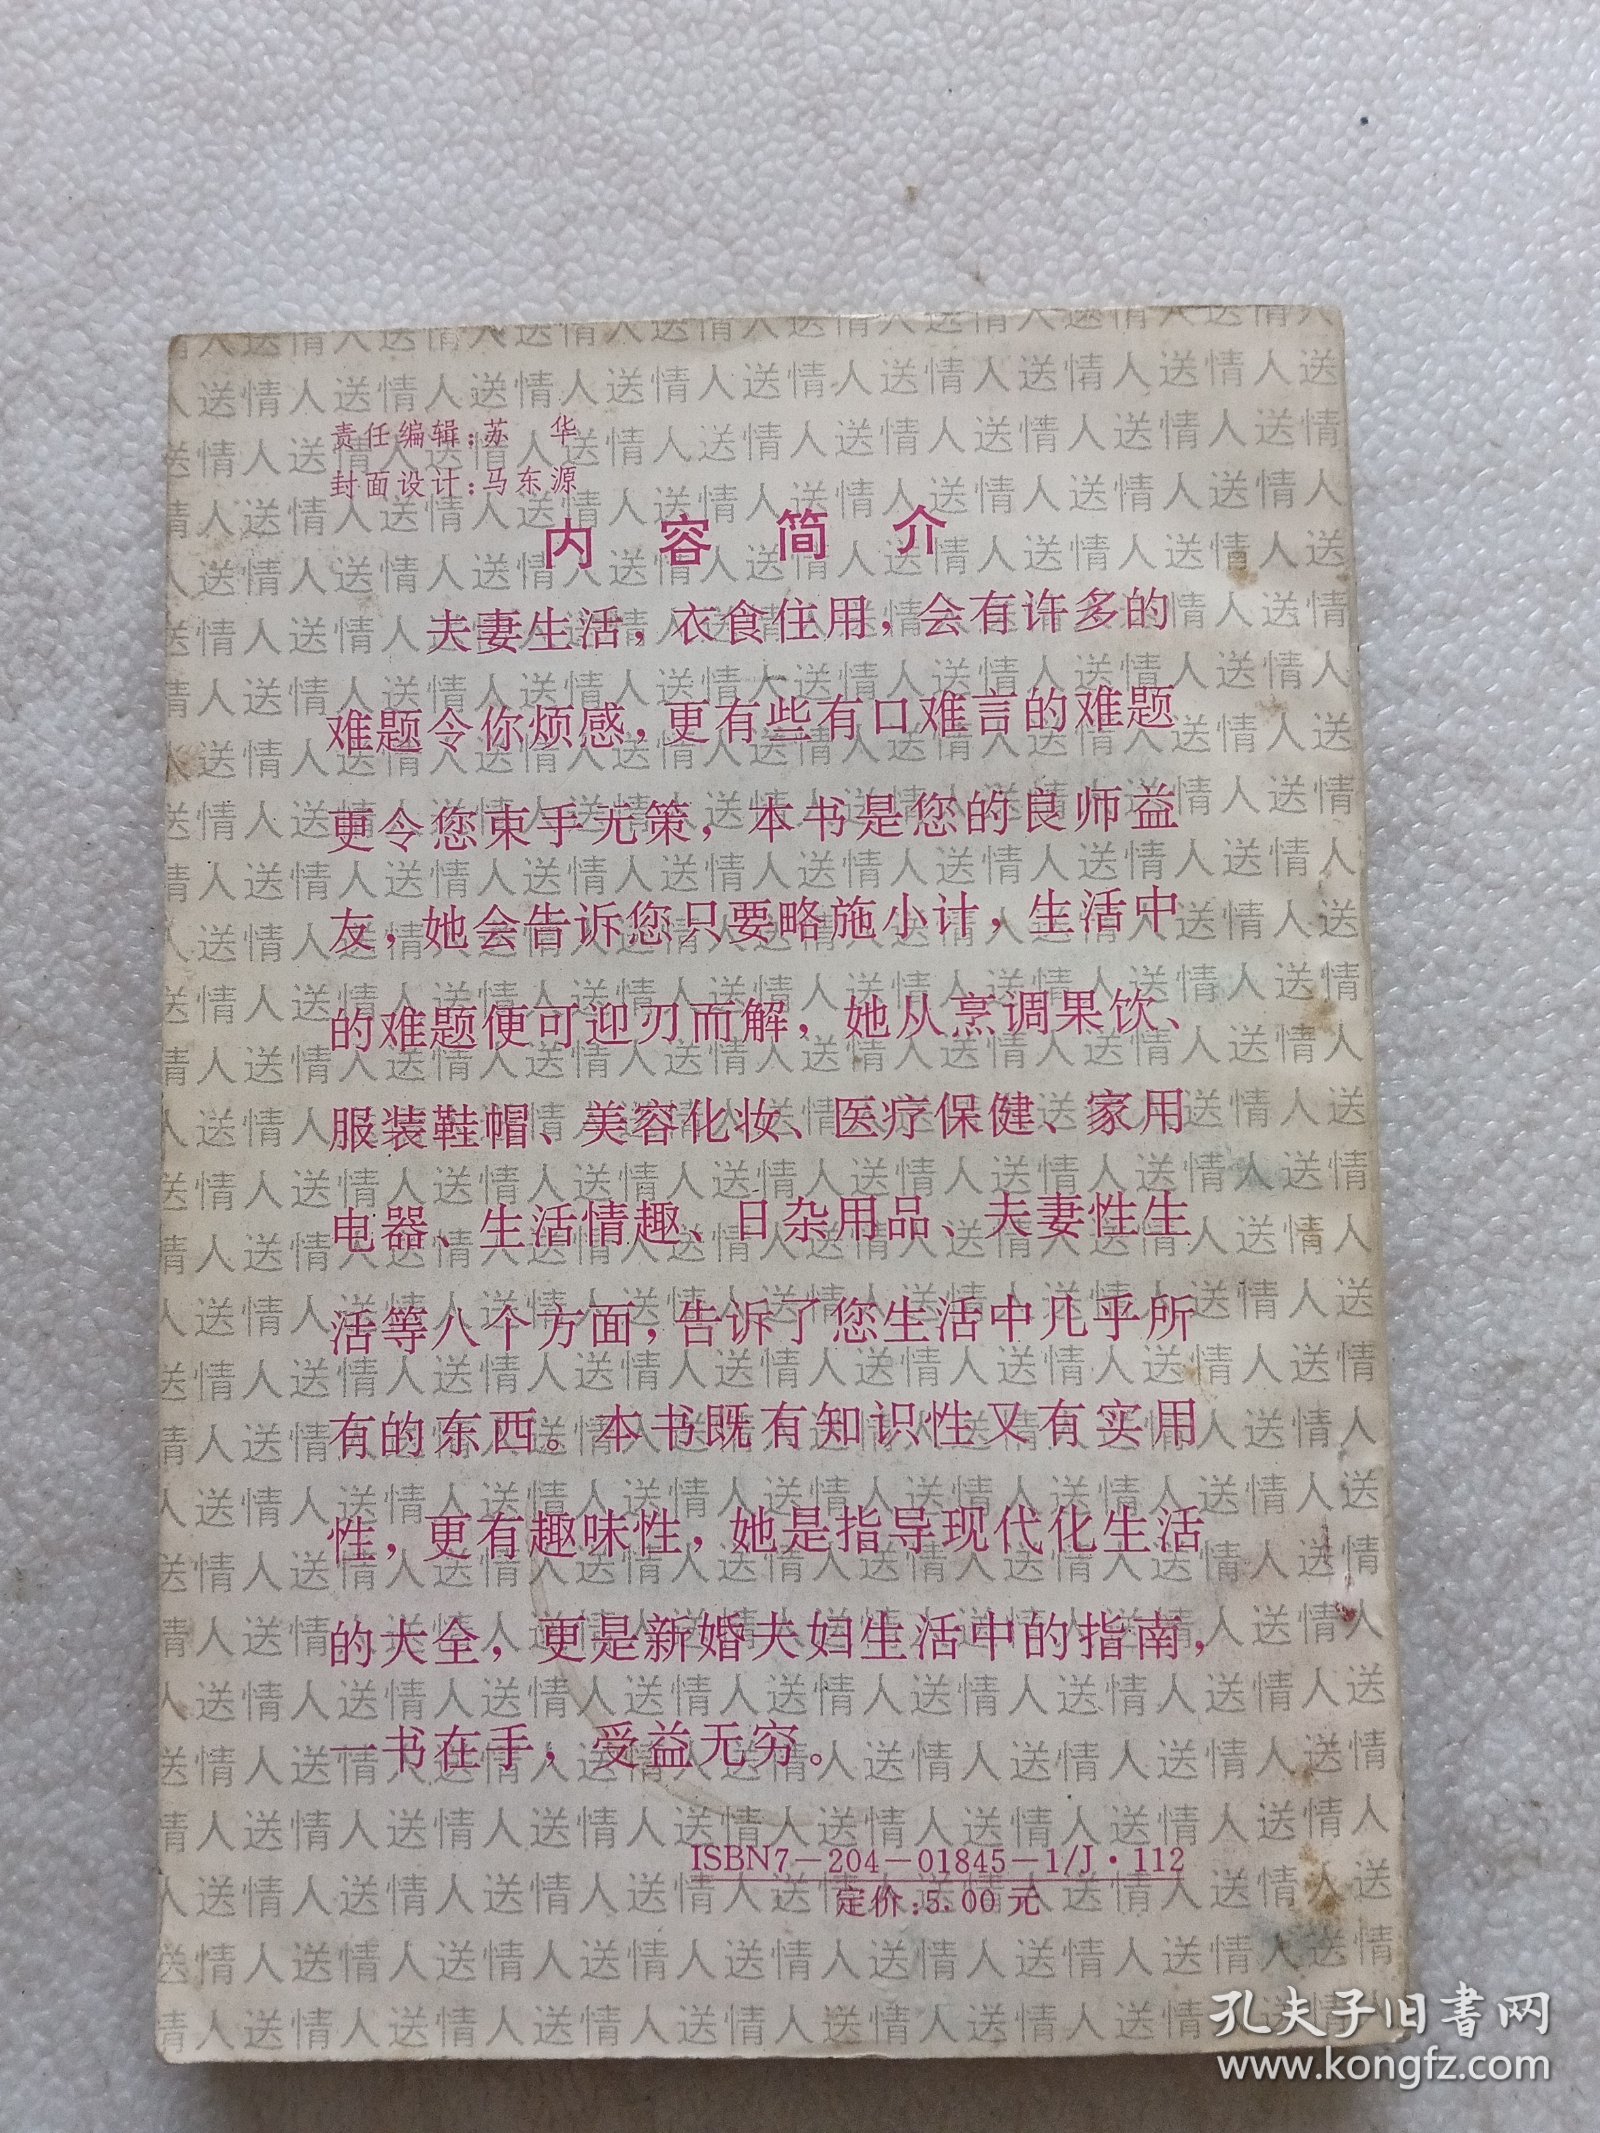 责任编辑：苏　华
封面设计：马东源
内容简介
夫妻生活，衣食住用，会有许多的
难题令你烦感，更有些有口难言的难题
更令您束手无策，本书是您的良师益
友，她会告诉您只要略施小计，生活中
的难题便可迎刃而解，她从烹调果饮、
服装鞋帽、美容化妆、医疗保健、家用
电器、生活情趣、日杂用品、夫妻性生
活等八个方面，告诉了您生活中几乎所
有的东西。本书既有知识性又有实用
性，更有趣味性，她是指导现代化生活
的大全，更是新婚夫妇生活中的指南，
一书在手，受益无穷。
ISBN7－204－01845－1/J·112
定价：5.00元
孔夫子旧书网
www.kongfz.com